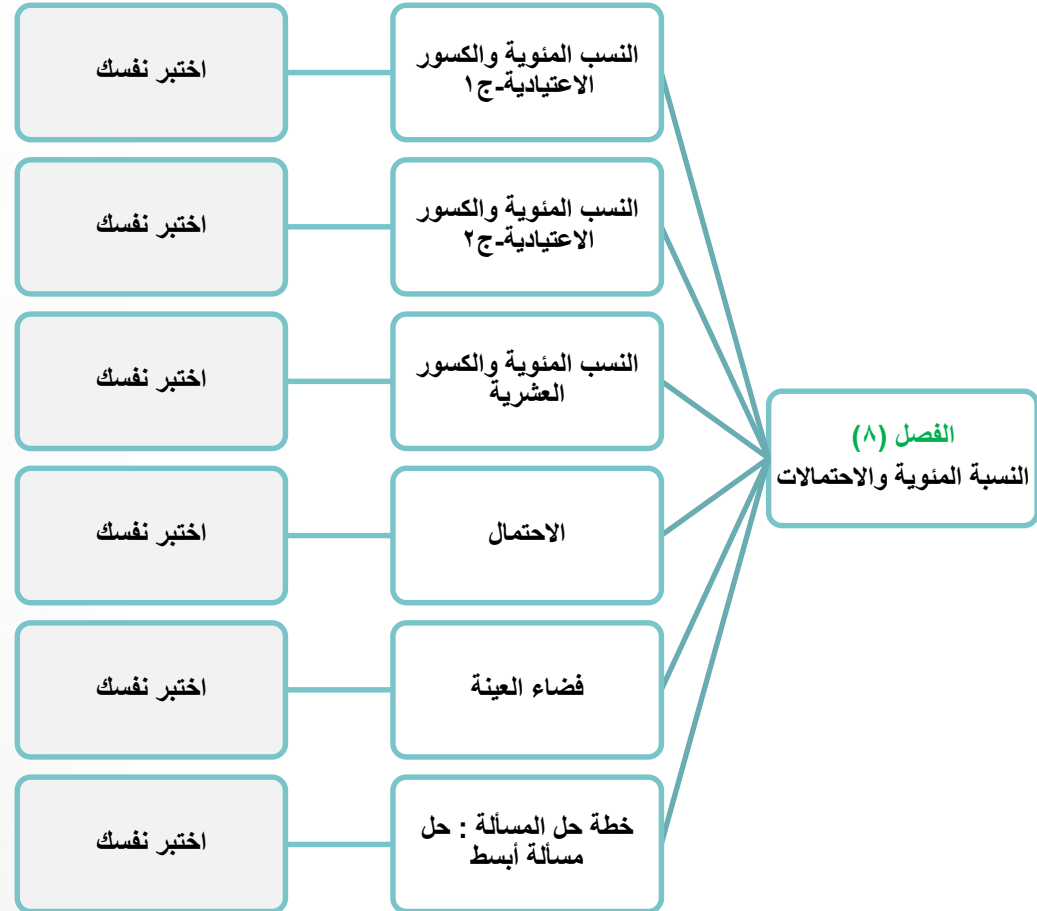 الفصل (٨)
النسبة المئوية والاحتمالات
النسب المئوية والكسور
الاعتيادية-ج١
اختبر نفسك
النسب المئوية والكسور
الاعتيادية-ج٢
اختبر نفسك
النسب المئوية والكسور
العشرية
اختبر نفسك
الاحتمال
اختبر نفسك
فضاء العينة
اختبر نفسك
خطة حل المسألة : حل
مسألة أبسط
اختبر نفسك